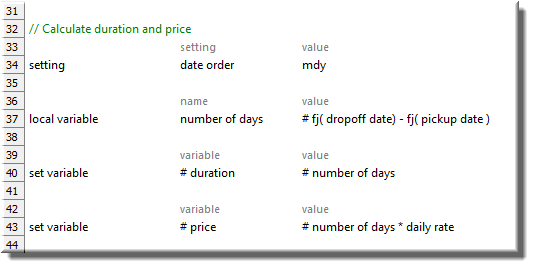 31
32 // Calculate duration and price
33 setting value
34 setting date order mdy
35
36 name value
37 local variable number of days # fj( dropoff date) - fj( pickup date )
38
39 variable value
40 set variable # duration # number of days
41
42 variable value
43 set variable # price # number of days * daily rate
44